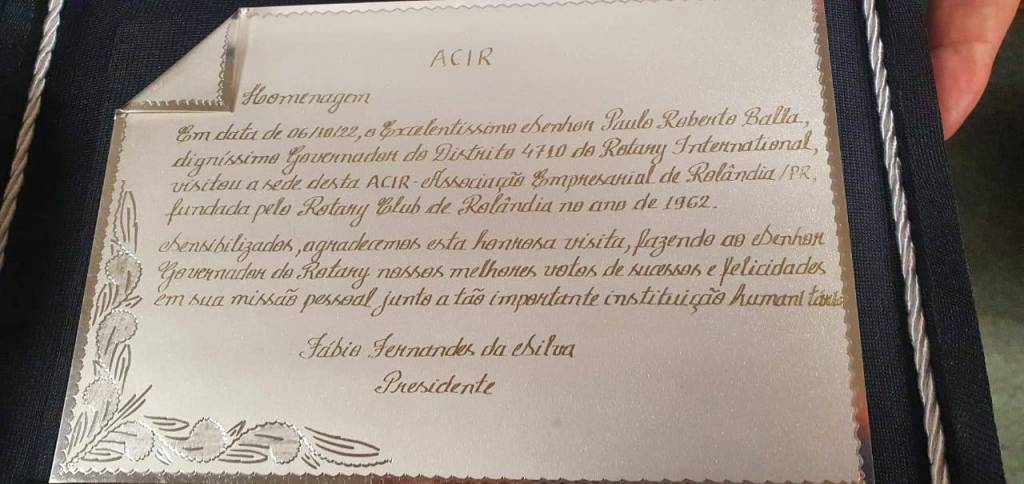 ACIR
Homenagem
Em data de 06/10/22, o Excelentíssimo Senhor Paulo Roberto Balla,
digníssimo Governador do Distrito 4710 do Rotary International,
visitou a sede desta ACIR-Associação Empresarial de Rolândia/PR,
fundada pelo Rotary Club de Rolândia no ano de 1962.
Sensibilizados, agradecemos esta honrosa visita, fazendo ao Senhor
Governador do Rotary nossos melhores votos de sucessos e felicidades
em sua missão pessoal junto a tão importante instituição humanitária
Fábio Fernandes da Silva
Presidente